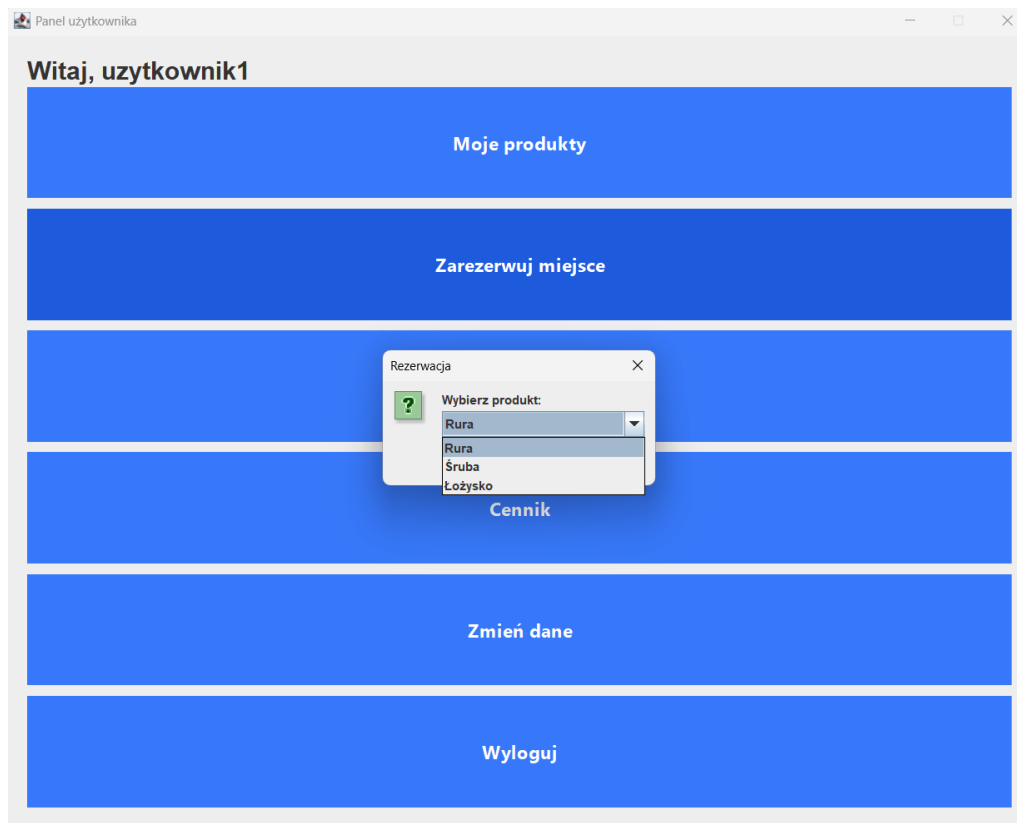 Panel użytkownika
Witaj, uzytkownik1
Moje produkty
Zarezerwuj miejsce
Rezerwacja
?
Wybierz produkt:
Rura
Rura
Śruba
Łożysko
Cennik
Zmień dane
Wyloguj